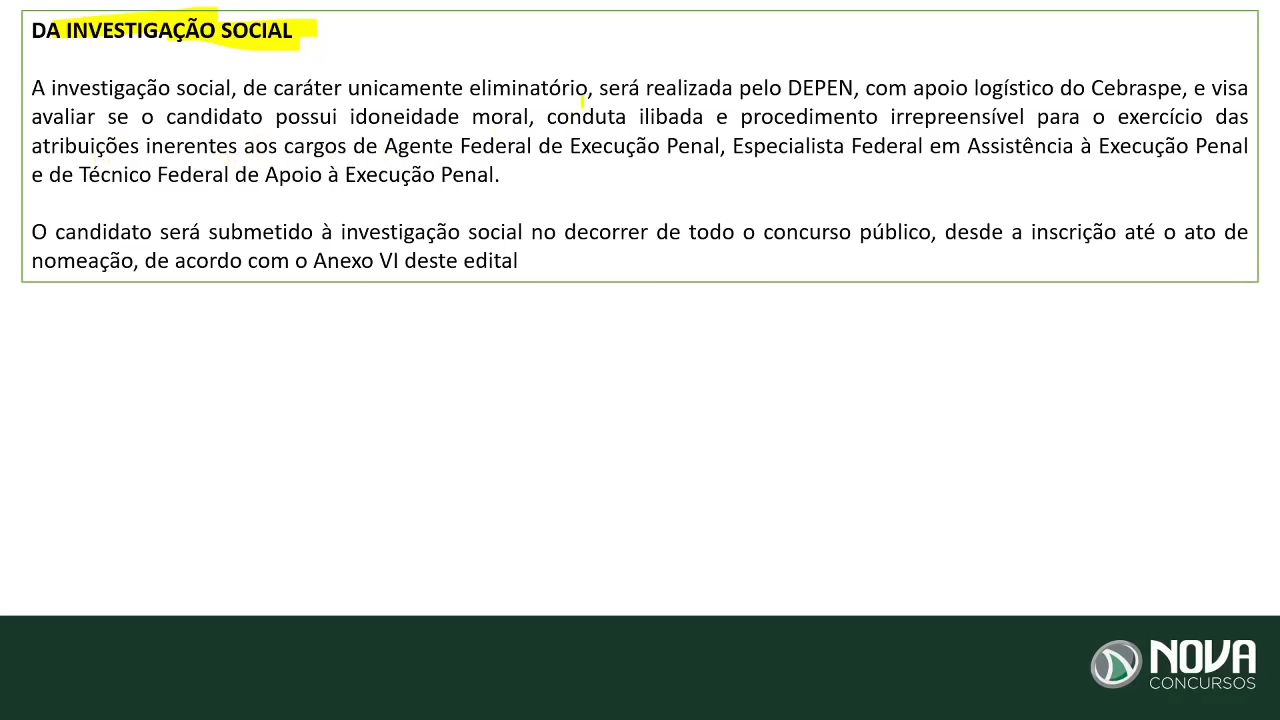 DA INVESTIGAÇÃO SOCIAL
A investigação social, de caráter unicamente eliminatório, será realizada pelo DEPEN, com apoio logístico do Cebraspe, e visa
avaliar se o candidato possui idoneidade moral, conduta ilibada e procedimento irrepreensível para o exercício das
atribuições inerentes aos cargos de Agente Federal de Execução Penal, Especialista Federal em Assistência à Execução Penal
e de Técnico Federal de Apoio à Execução Penal.
O candidato será submetido à investigação social no decorrer de todo o concurso público, desde a inscrição até o ato de
nomeação, de acordo com o Anexo VI deste edital
NOVA
CONCURSOS